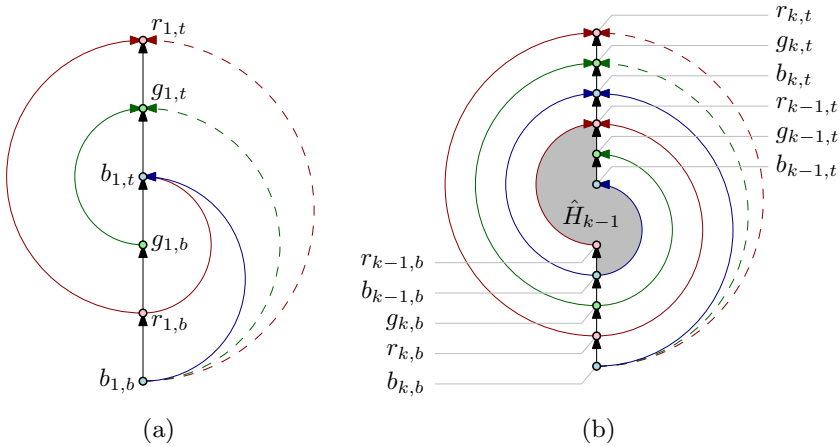 r_{1,t}
g_{1,t}
b_{1,t}
g_{1,b}
r_{1,b}
b_{1,b}
(a)
r_{k,t}
g_{k,t}
b_{k,t}
r_{k−1,t}
g_{k−1,t}
b_{k−1,t}
Ĥ_{k−1}
r_{k−1,b}
b_{k−1,b}
g_{k,b}
r_{k,b}
b_{k,b}
(b)